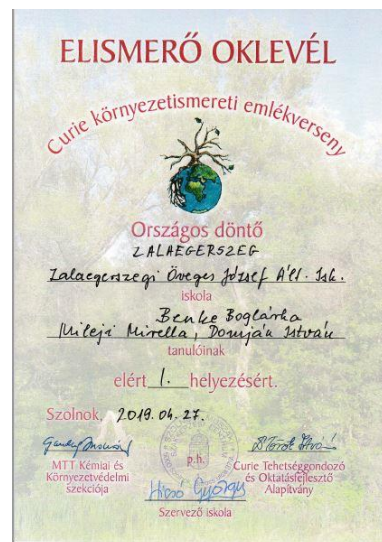 ELISMERŐ OKLEVÉL
Curie környezetismereti emlékverseny
Országos döntő
ZALAEGERSZEG
Zalaegerszegi Öveges József Ált. Isk.
iskola
Benke Boglárka
Mileji Mirella, Domján István
tanulóinak
elért 1. helyezésért.
Szolnok, 2019. 04. 27.
MTT Kémiai és
Környezetvédelmi
szekciója
p.h.
Curie Tehetséggondozó
és Oktatásfejlesztő
Alapítvány
György
Szervező iskola